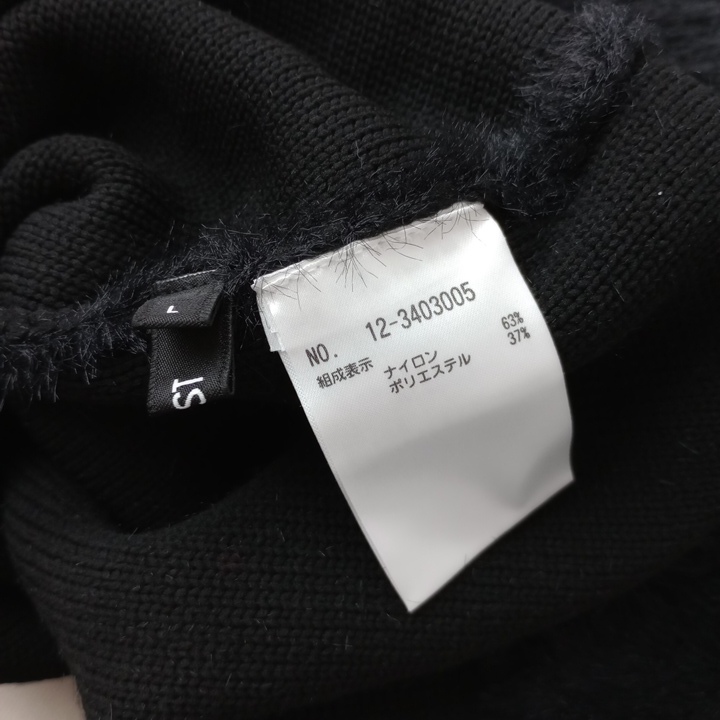 NO. 12-3403005
組成表示 ナイロン 63%
ポリエステル 37%
ST